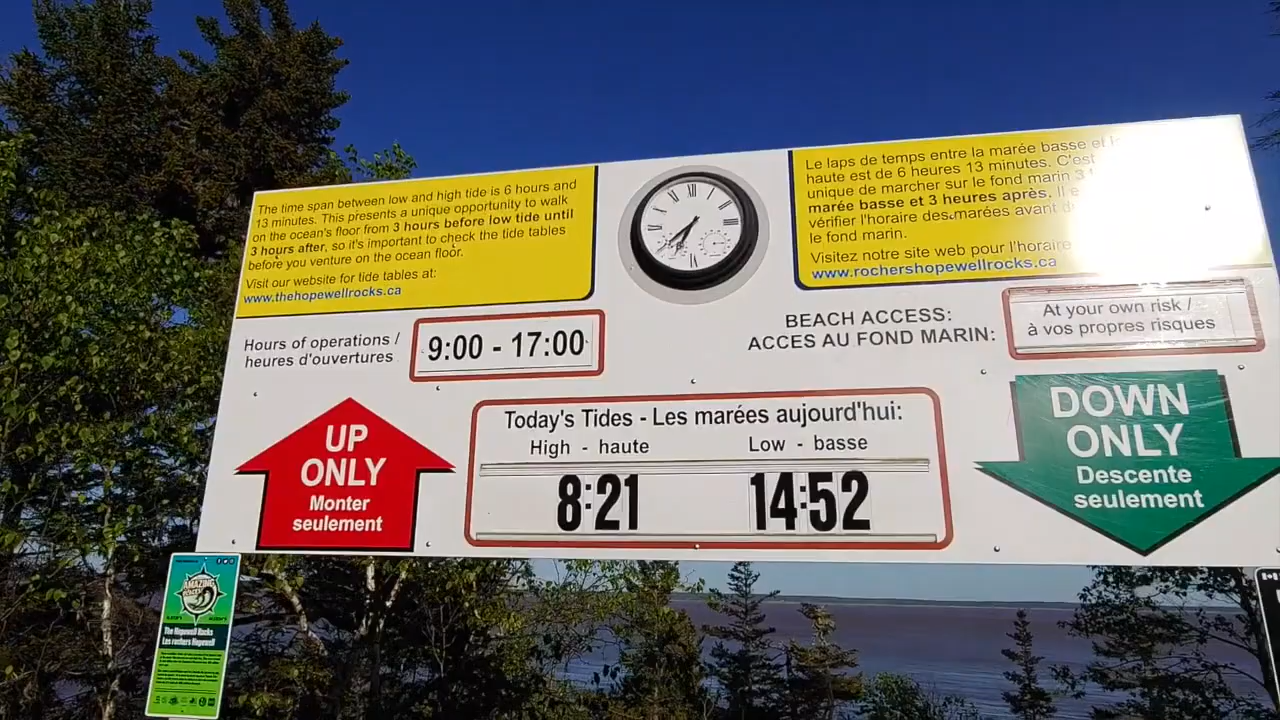 The time span between low and high tide is 6 hours and
13 minutes. This presents a unique opportunity to walk
on the ocean's floor from 3 hours before low tide until
3 hours after, so it's important to check the tide tables
before you venture on the ocean floor.
Visit our website for tide tables at:
www.thehopewellrocks.ca
XII
III
VI
Le laps de temps entre la marée basse et
haute est de 6 heures 13 minutes. C'est
unique de marcher sur le fond marin 3
marée basse et 3 heures après. Il
vérifier l'horaire des marées avant
le fond marin.
Visitez notre site web pour l'horaire
www.rochershopewellrocks.ca
Hours of operations /
heures d'ouvertures
9:00 - 17:00
BEACH ACCESS:
ACCES AU FOND MARIN:
At your own risk /
à vos propres risques
UP
ONLY
Monter
seulement
Today's Tides - Les marées aujourd'hui:
High - haute
Low - basse
8:21
14:52
DOWN
ONLY
Descente
seulement
AMAZING
The Hopewell Rocks
Les rochers Hopewell